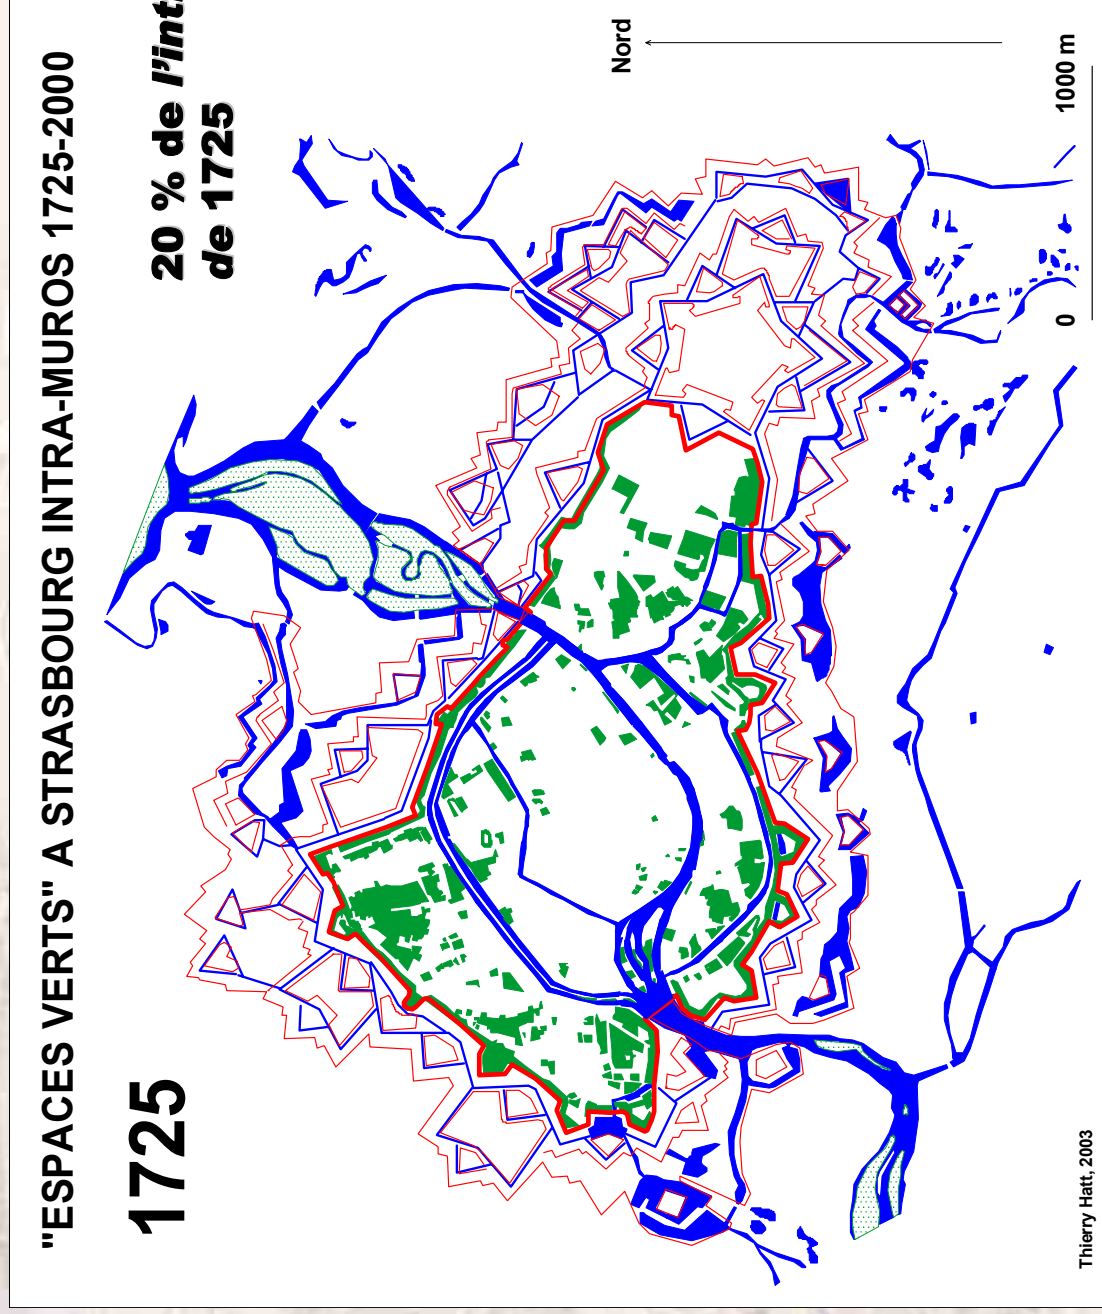 "ESPACES VERTS" A STRASBOURG INTRA-MUROS 1725-2000
1725
20 % de
de 1725
Nord
0 1000 m
Thierry Hatt, 2003